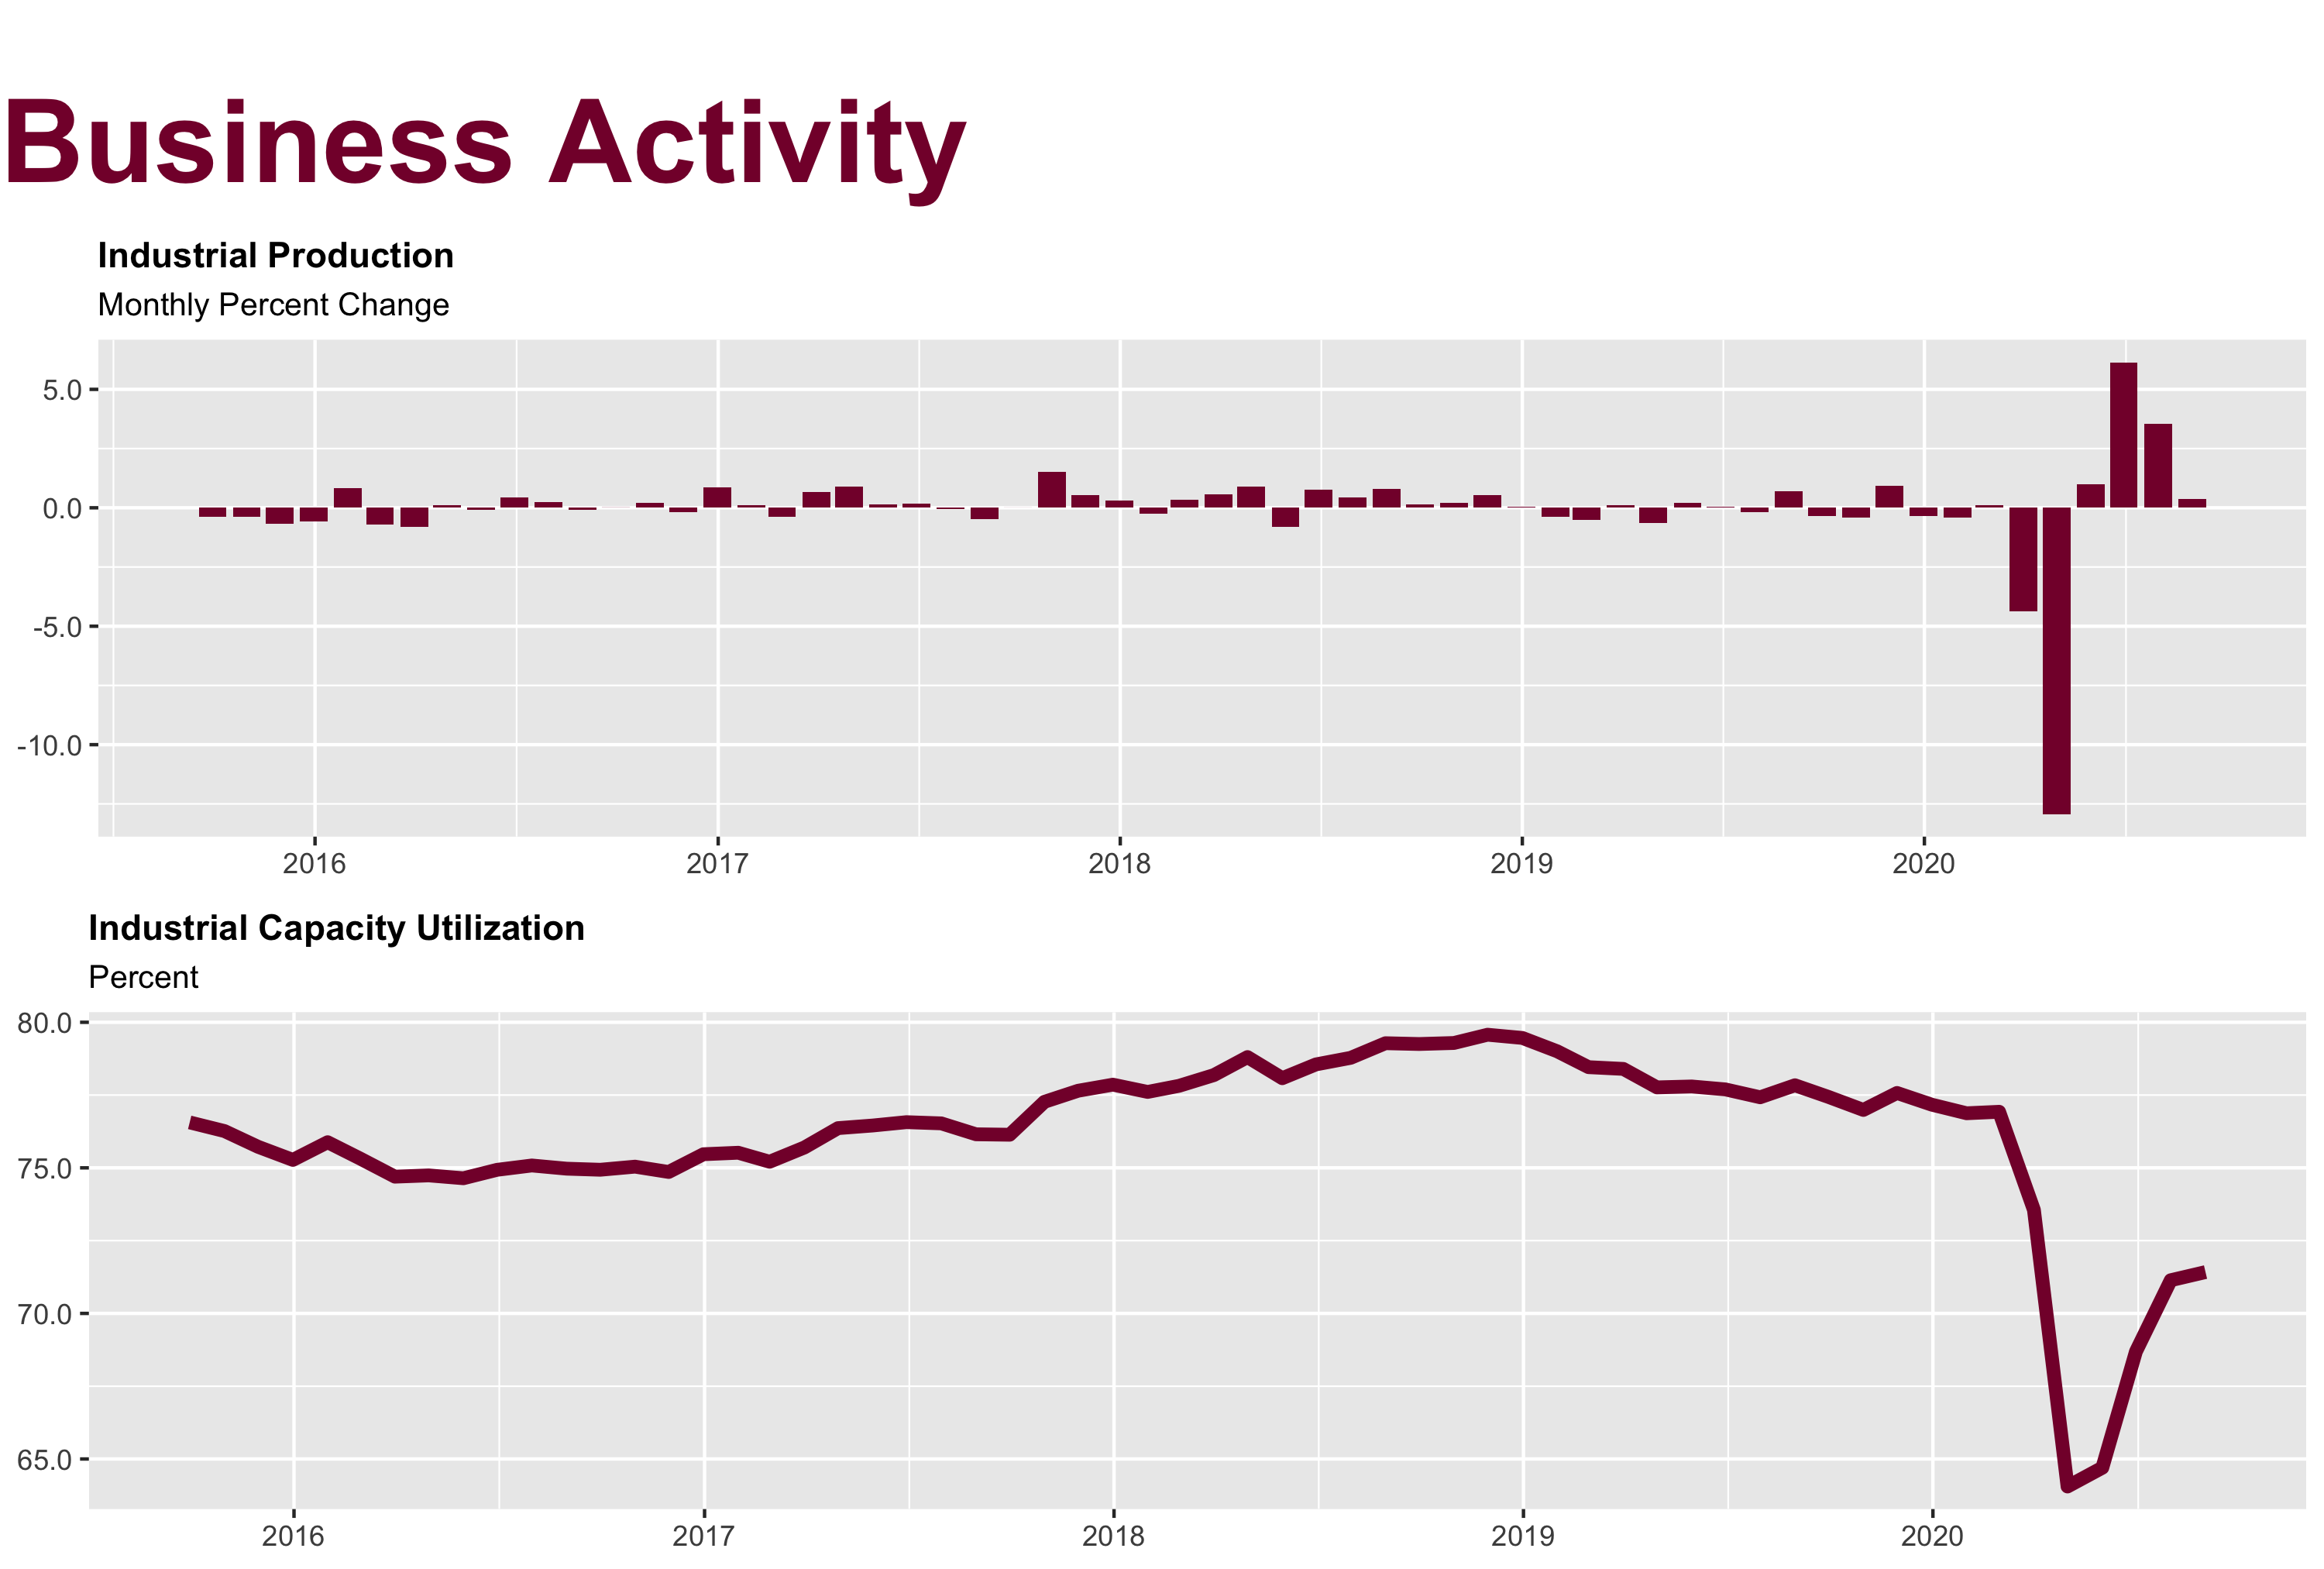 Business Activity
Industrial Production
Monthly Percent Change
5.0
0.0
-5.0
-10.0
2016 2017 2018 2019 2020
Industrial Capacity Utilization
Percent
80.0
75.0
70.0
65.0
2016 2017 2018 2019 2020